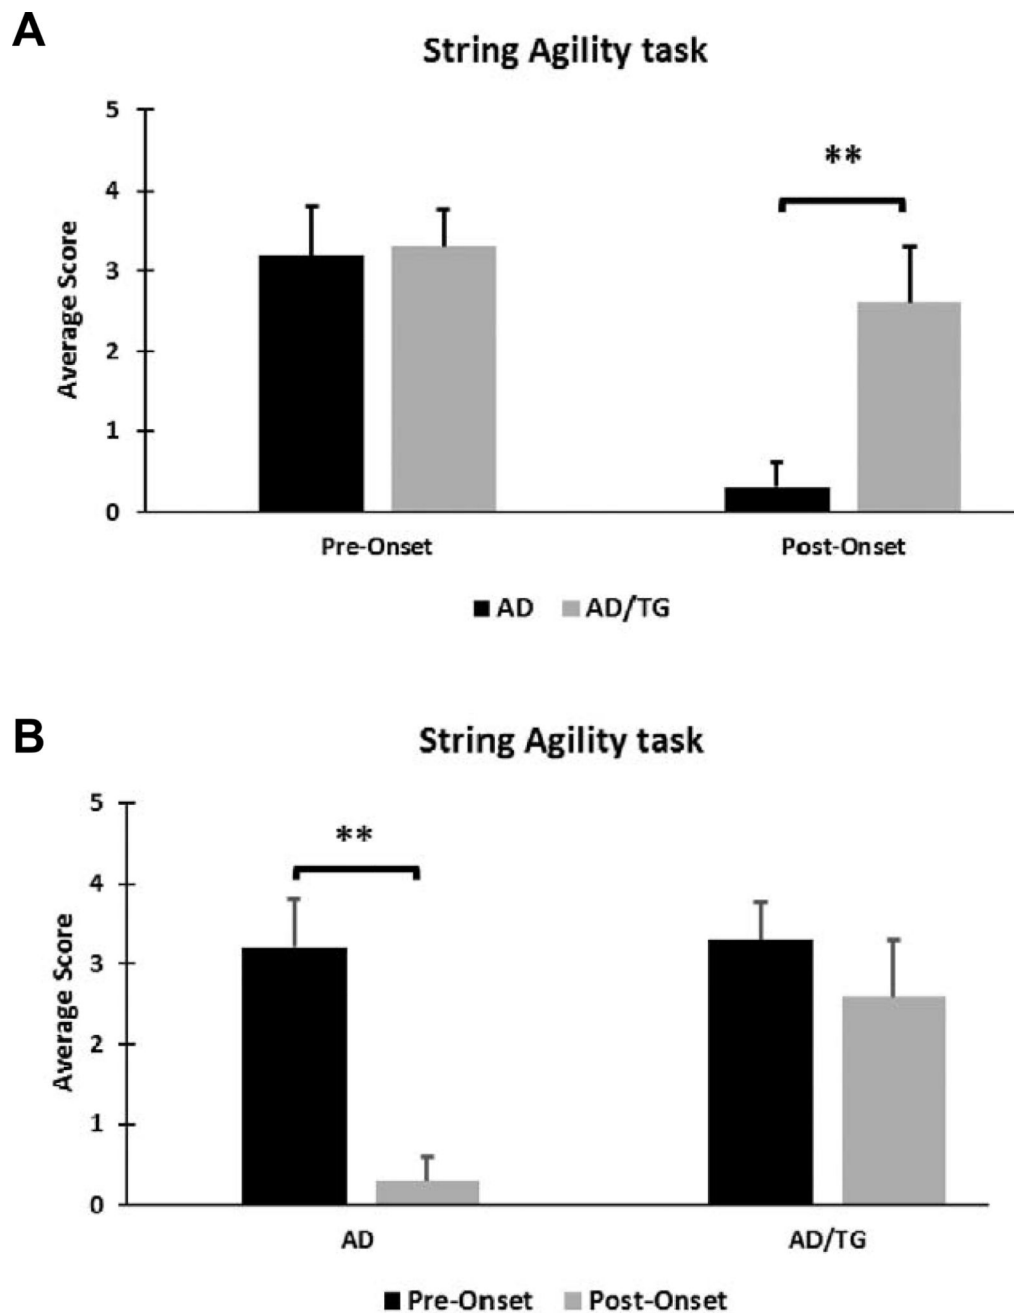 A
String Agility task
5
4
3
2
1
0
Average Score
**
Pre-Onset Post-Onset
AD AD/TG
B
String Agility task
5
4
3
2
1
0
Average Score
**
AD AD/TG
Pre-Onset Post-Onset